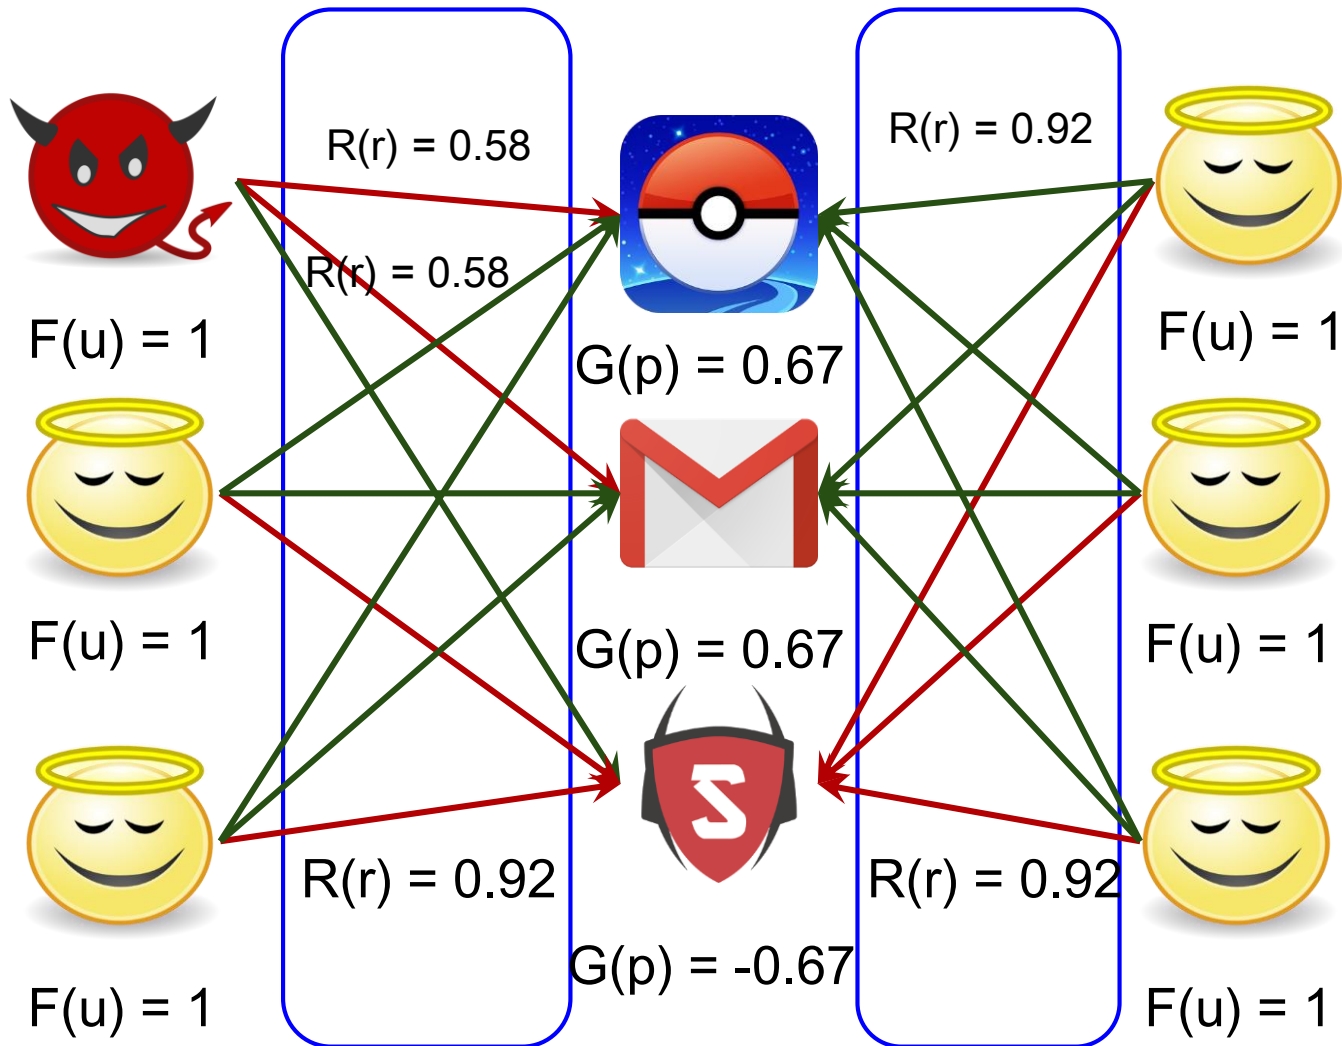 R(r) = 0.58
R(r) = 0.92
R(r) = 0.58
F(u) = 1
G(p) = 0.67
F(u) = 1
F(u) = 1
G(p) = 0.67
F(u) = 1
R(r) = 0.92
R(r) = 0.92
G(p) = -0.67
F(u) = 1
F(u) = 1